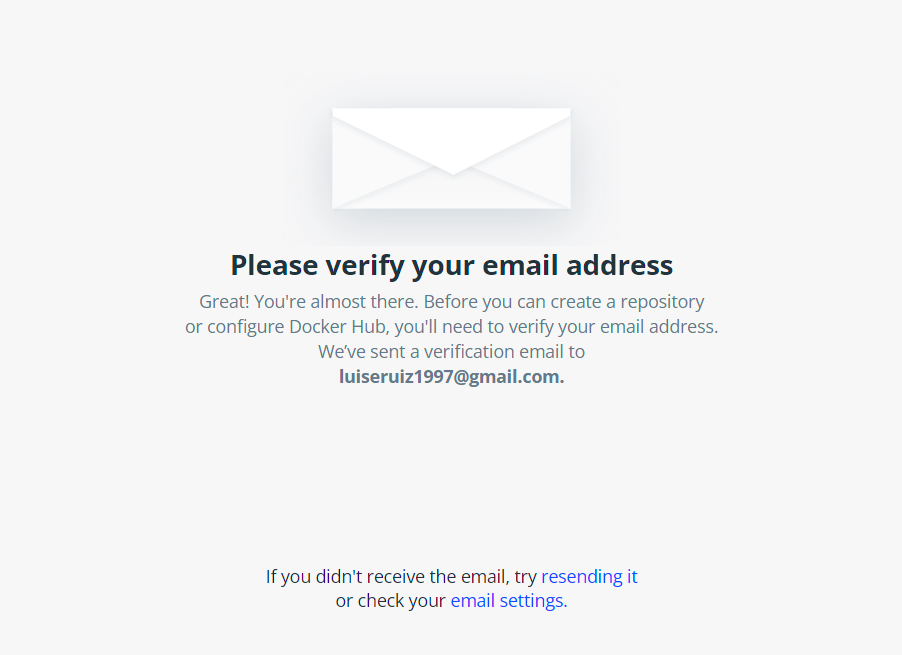 Please verify your email address
Great! You're almost there. Before you can create a repository
or configure Docker Hub, you'll need to verify your email address.
We’ve sent a verification email to
luiseruiz1997@gmail.com.
If you didn't receive the email, try resending it
or check your email settings.